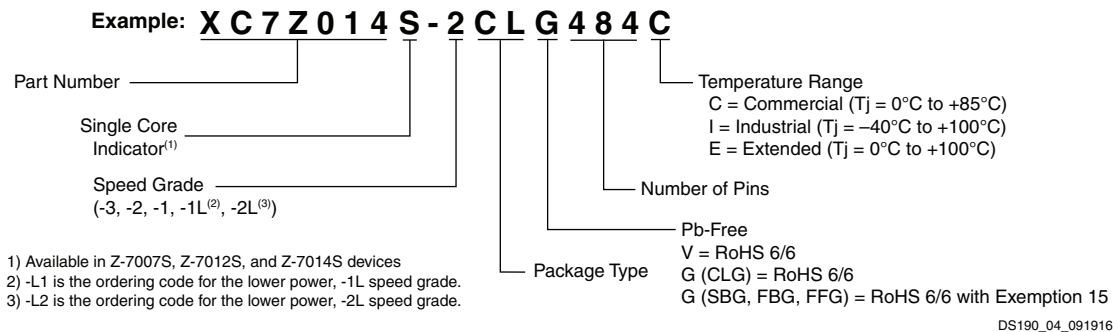 Example: XC7Z014S-2CLG484C
Part Number
Temperature Range
C = Commercial (Tj = 0°C to +85°C)
I = Industrial (Tj = –40°C to +100°C)
E = Extended (Tj = 0°C to +100°C)
Single Core
Indicator(1)
Speed Grade
(-3, -2, -1, -1L(2), -2L(3))
Number of Pins
Pb-Free
V = RoHS 6/6
G (CLG) = RoHS 6/6
G (SBG, FBG, FFG) = RoHS 6/6 with Exemption 15
Package Type
1) Available in Z-7007S, Z-7012S, and Z-7014S devices
2) -L1 is the ordering code for the lower power, -1L speed grade.
3) -L2 is the ordering code for the lower power, -2L speed grade.
DS190_04_091916